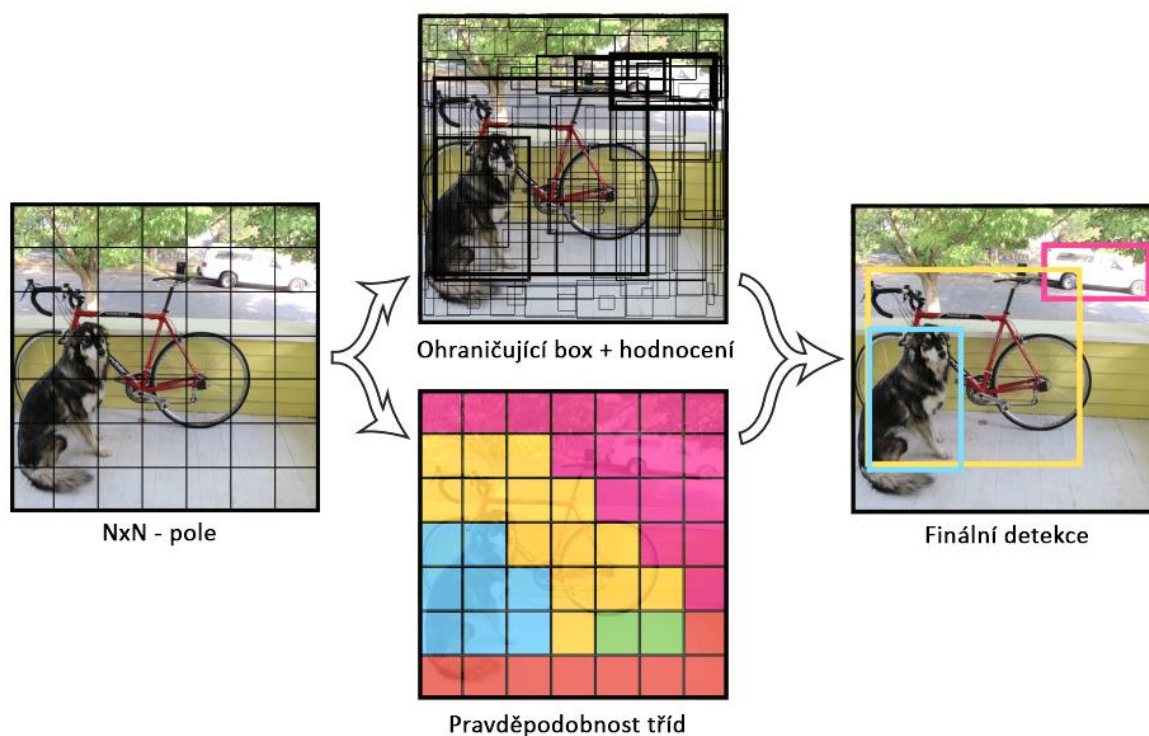 Ohraničující box + hodnocení
NxN - pole
Finální detekce
Pravděpodobnost tříd